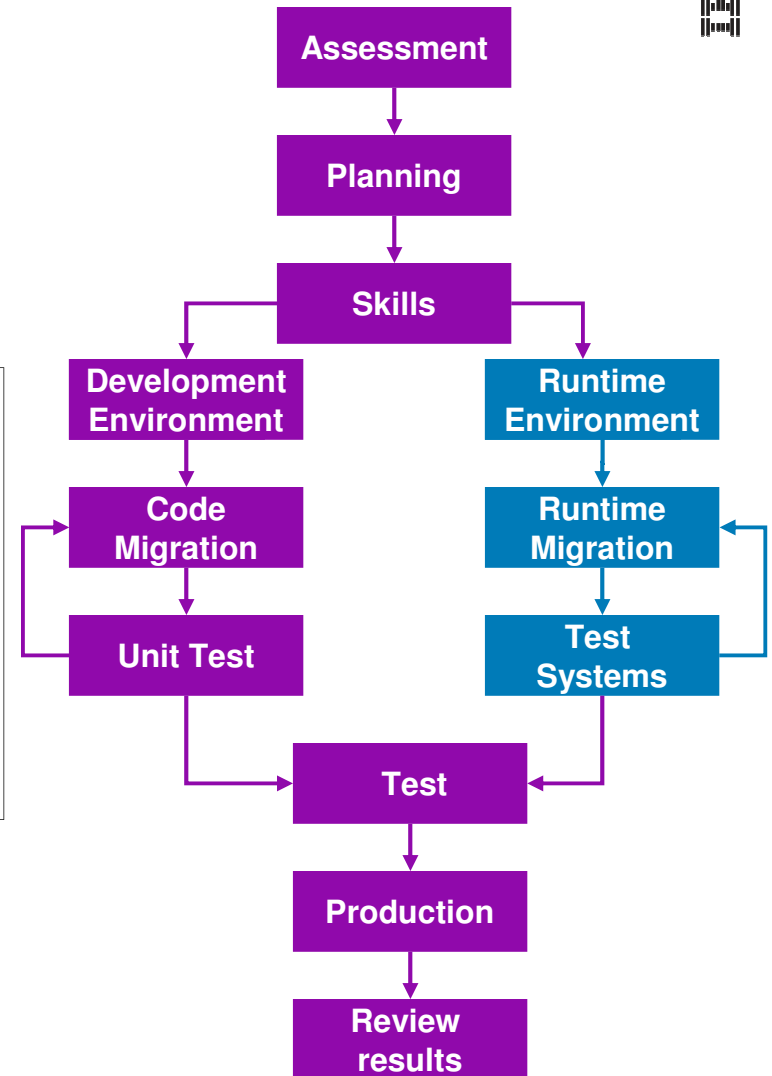 Assessment
Planning
Skills
Development
Environment
Runtime
Environment
Code
Migration
Runtime
Migration
Unit Test
Test
Systems
Test
Production
Review
results